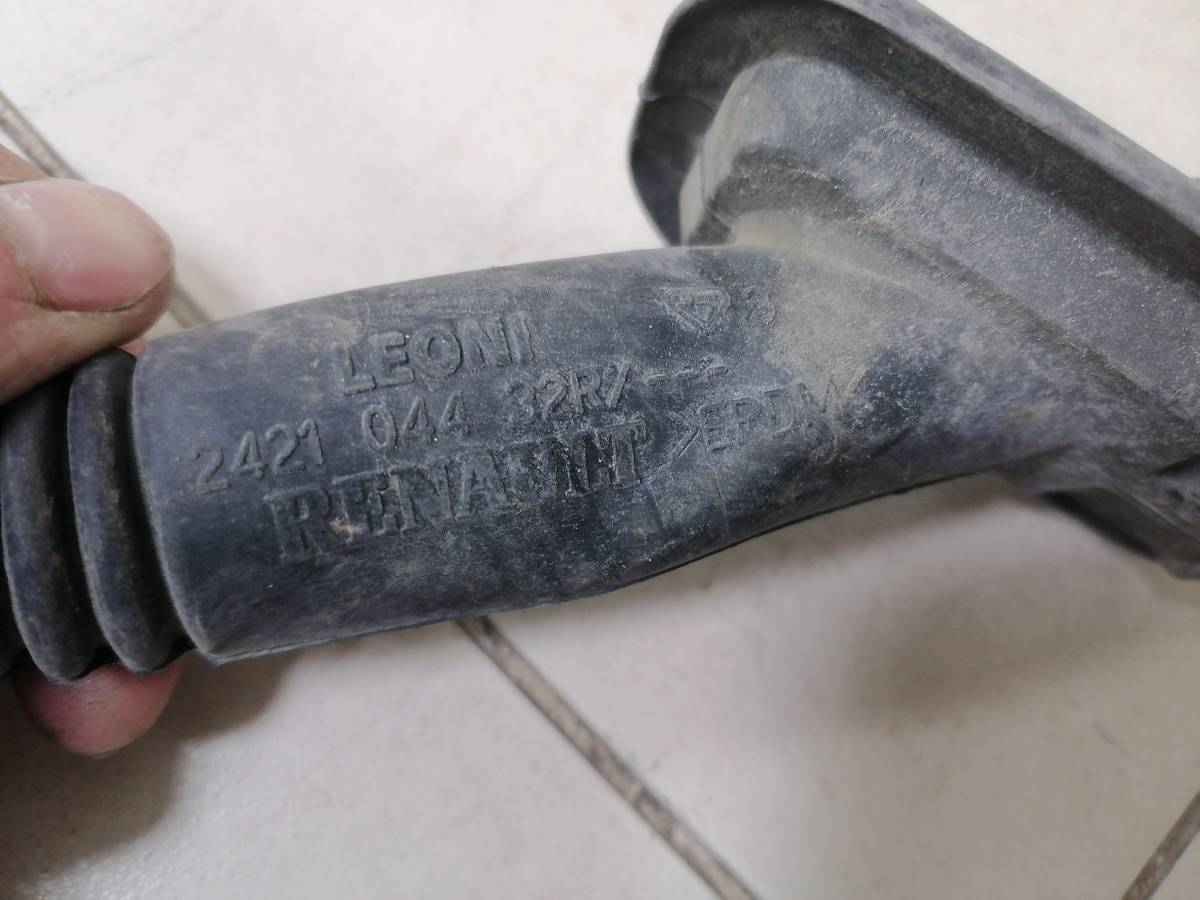 LEONI
2421 044 32R/---
RENAULT >EPDM